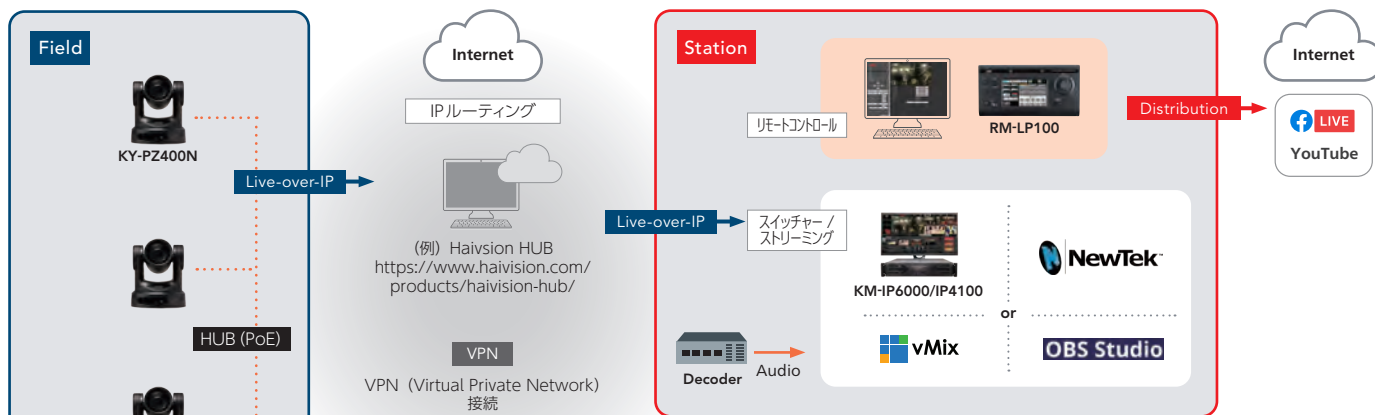 Field
KY-PZ400N
HUB (PoE)
Live-over-IP
Internet
IPルーティング
(例) Haivsion HUB
https://www.haivision.com/
products/haivision-hub/
VPN
VPN (Virtual Private Network)
接続
Live-over-IP
Station
リモートコントロール
RM-LP100
スイッチャー /
ストリーミング
KM-IP6000/IP4100
NewTek™
or
vMix
OBS Studio
Decoder
Audio
Distribution
Internet
LIVE
YouTube